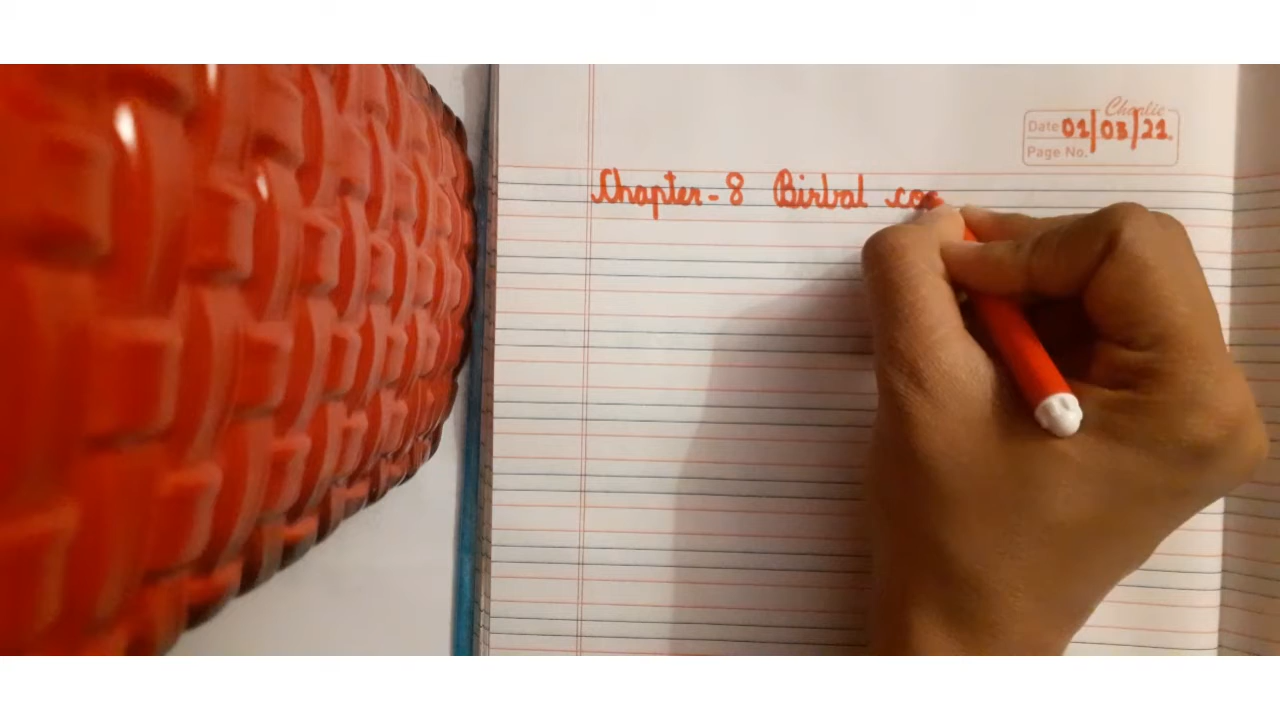 Charlie
Date 01/03/21.
Page No.
Chapter-8 Birbal